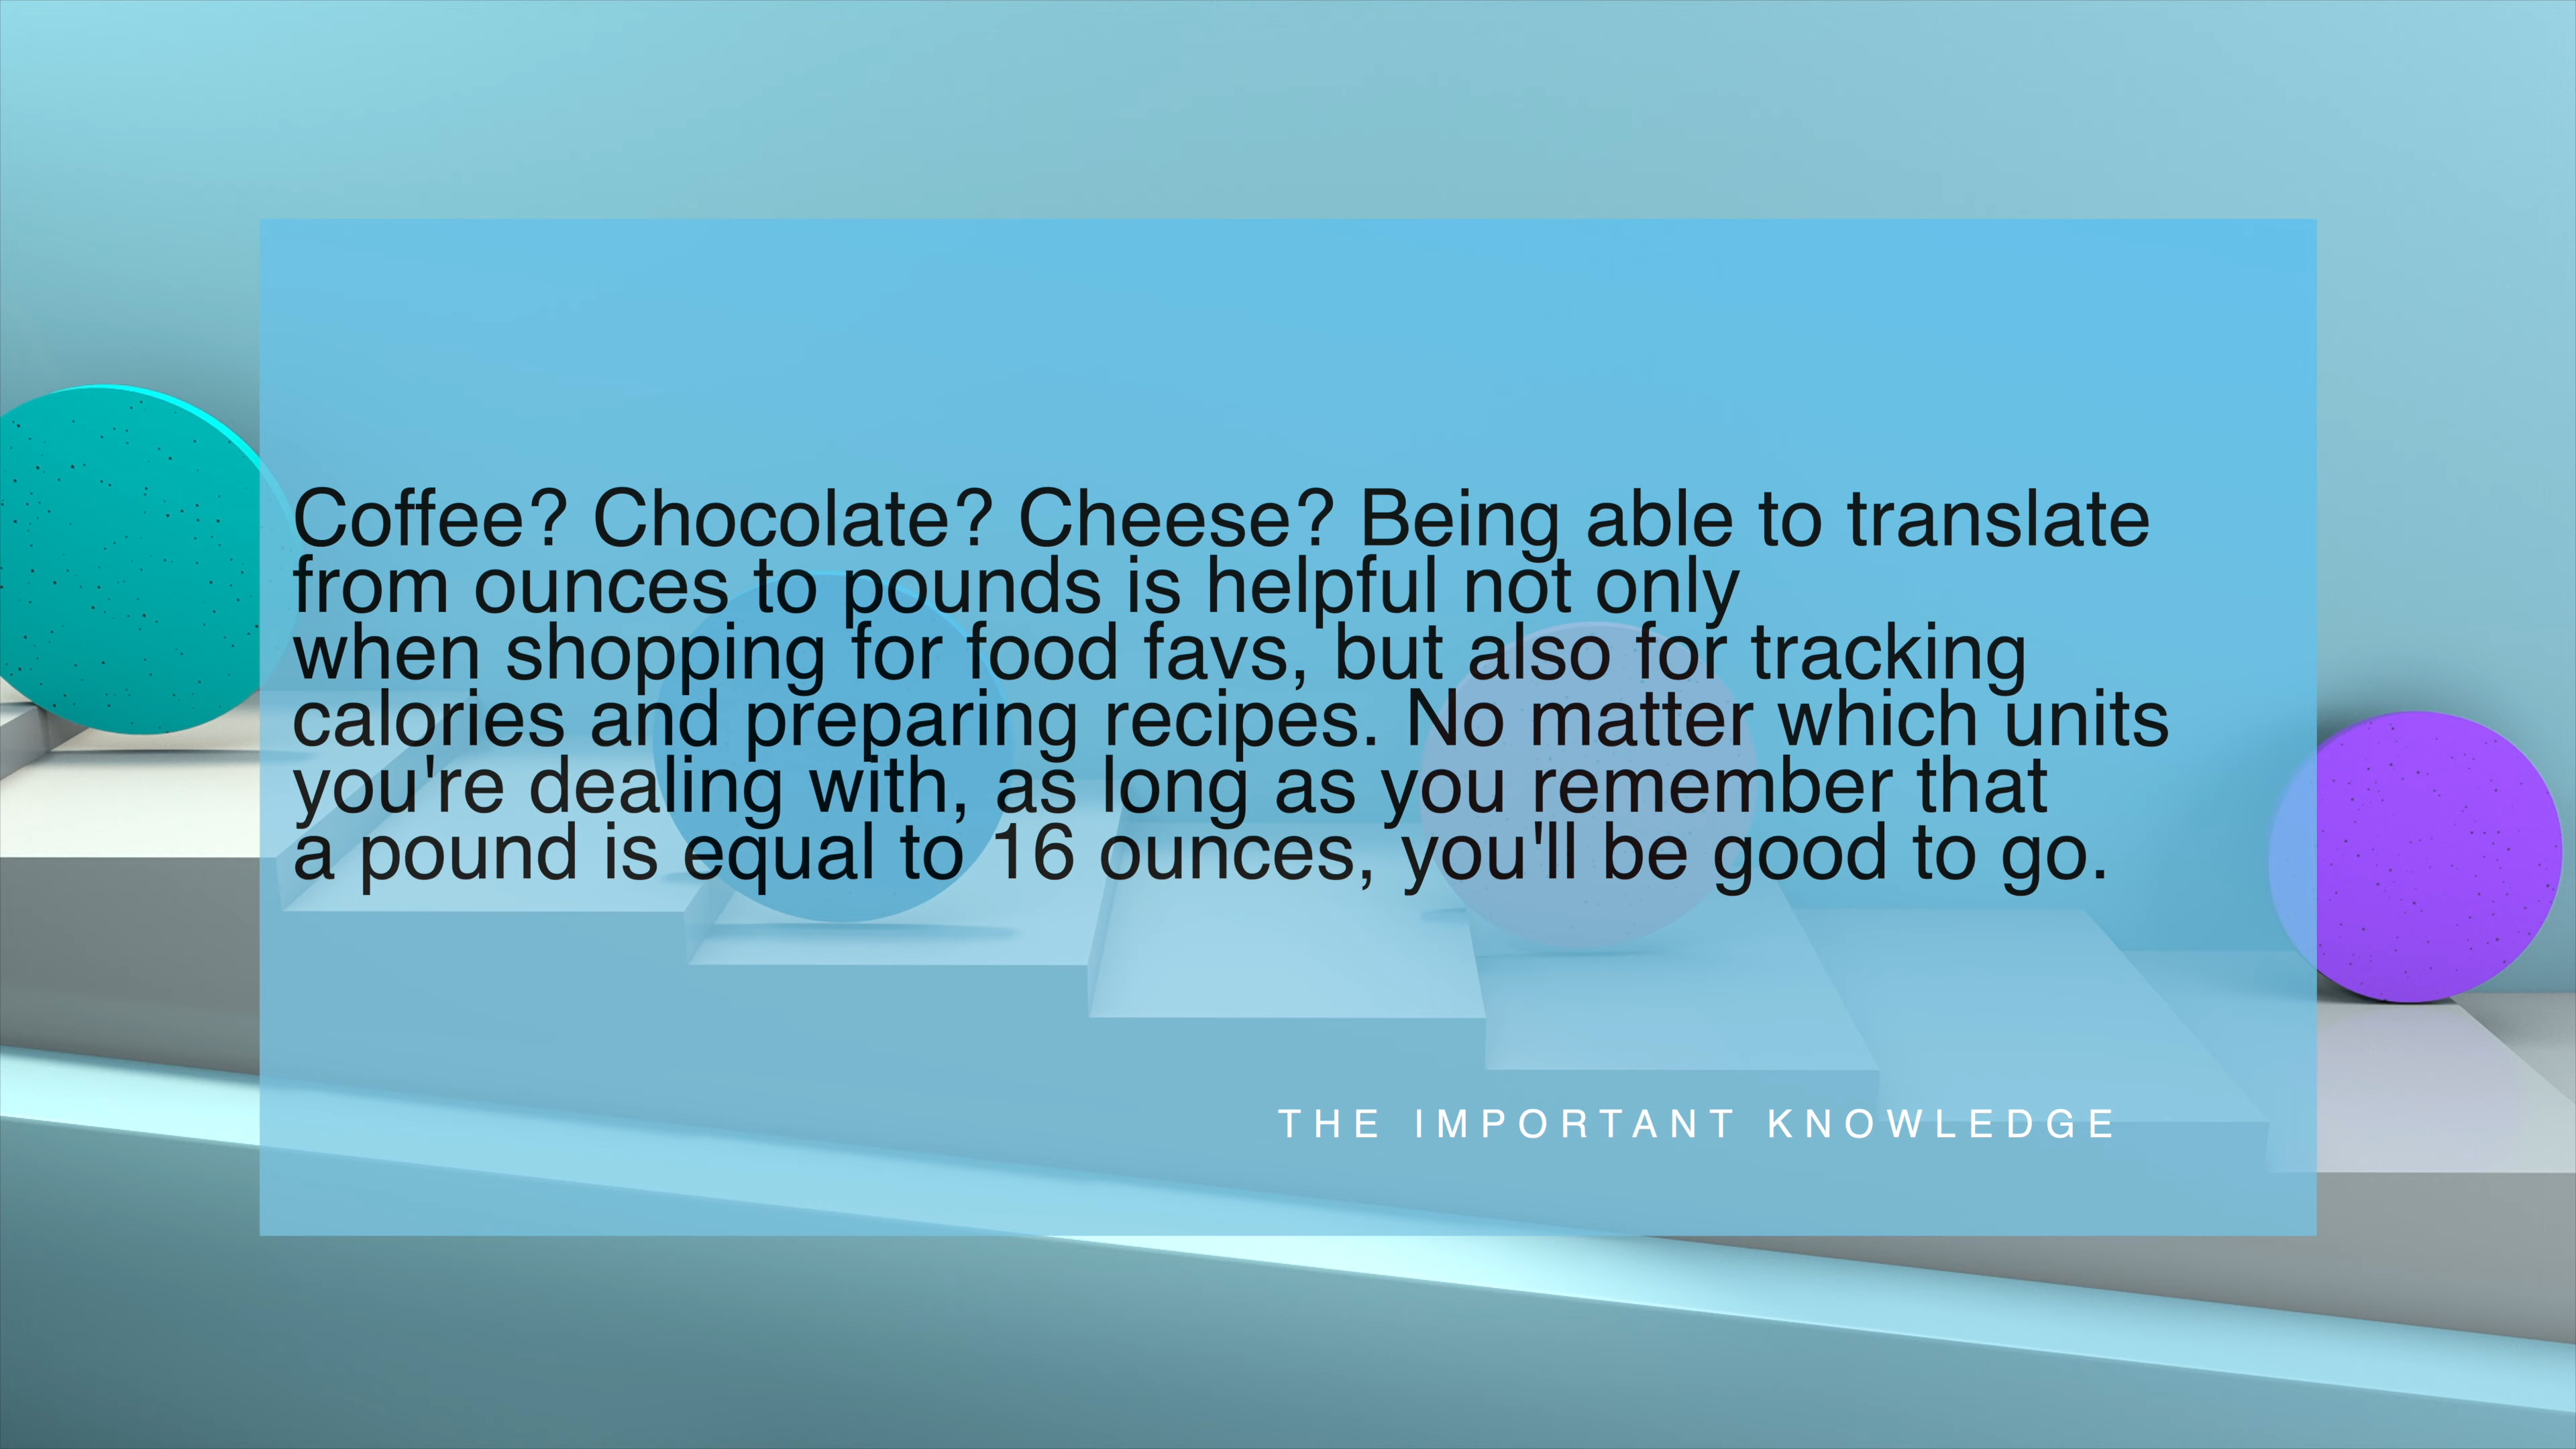 Coffee? Chocolate? Cheese? Being able to translate
from ounces to pounds is helpful not only
when shopping for food favs, but also for tracking
calories and preparing recipes. No matter which units
you're dealing with, as long as you remember that
a pound is equal to 16 ounces, you'll be good to go.
THE IMPORTANT KNOWLEDGE